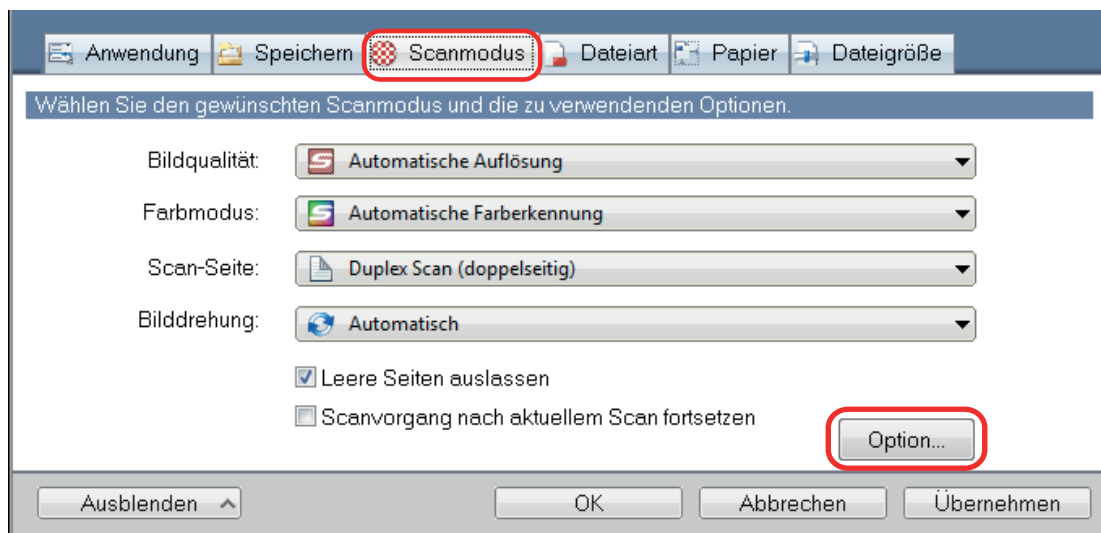 Anwendung Speichern Scanmodus Dateiart Papier Dateigröße
Wählen Sie den gewünschten Scanmodus und die zu verwendenden Optionen.
Bildqualität: Automatische Auflösung
Farbmodus: Automatische Farberkennung
Scan-Seite: Duplex Scan (doppelseitig)
Bilddrehung: Automatisch
Leere Seiten auslassen
Scanvorgang nach aktuellem Scan fortsetzen
Option...
Ausblenden OK Abbrechen Übernehmen